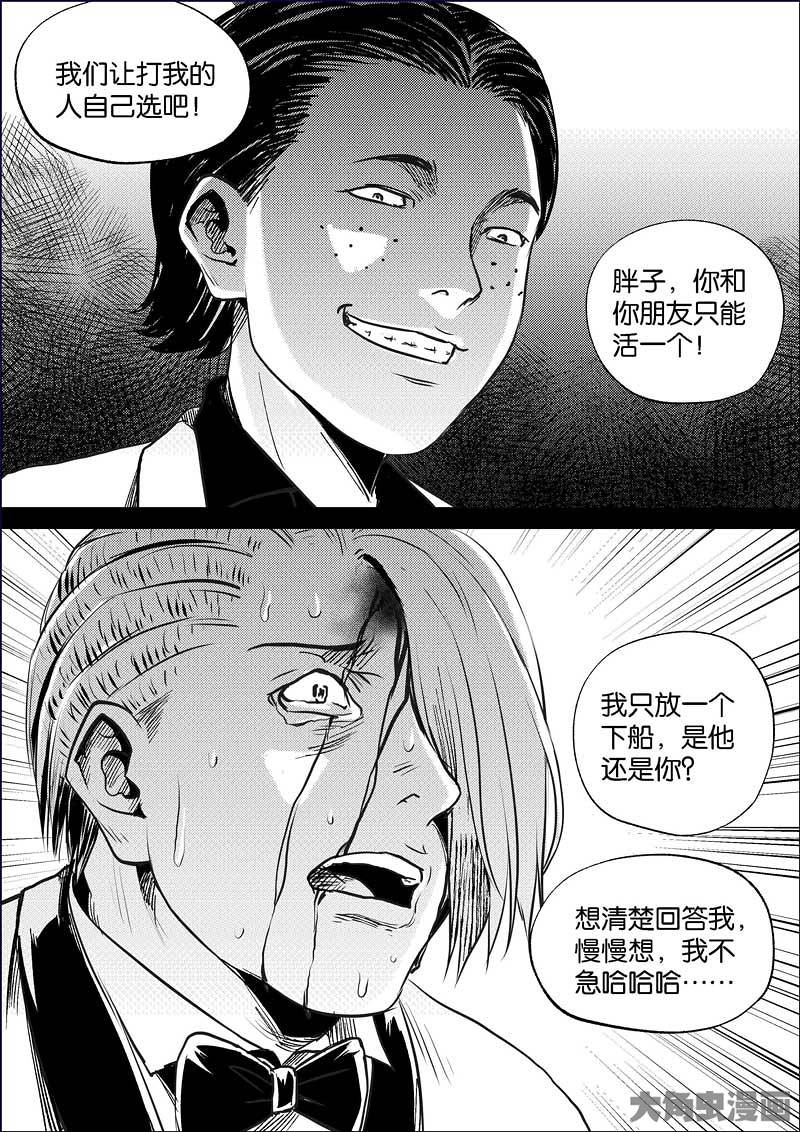 我们让打我的
人自己选吧！
胖子，你和
你朋友只能
活一个！
我只放一个
下船，是他
还是你？
想清楚回答我，
慢慢想，我不
急哈哈哈……
大角虫漫画